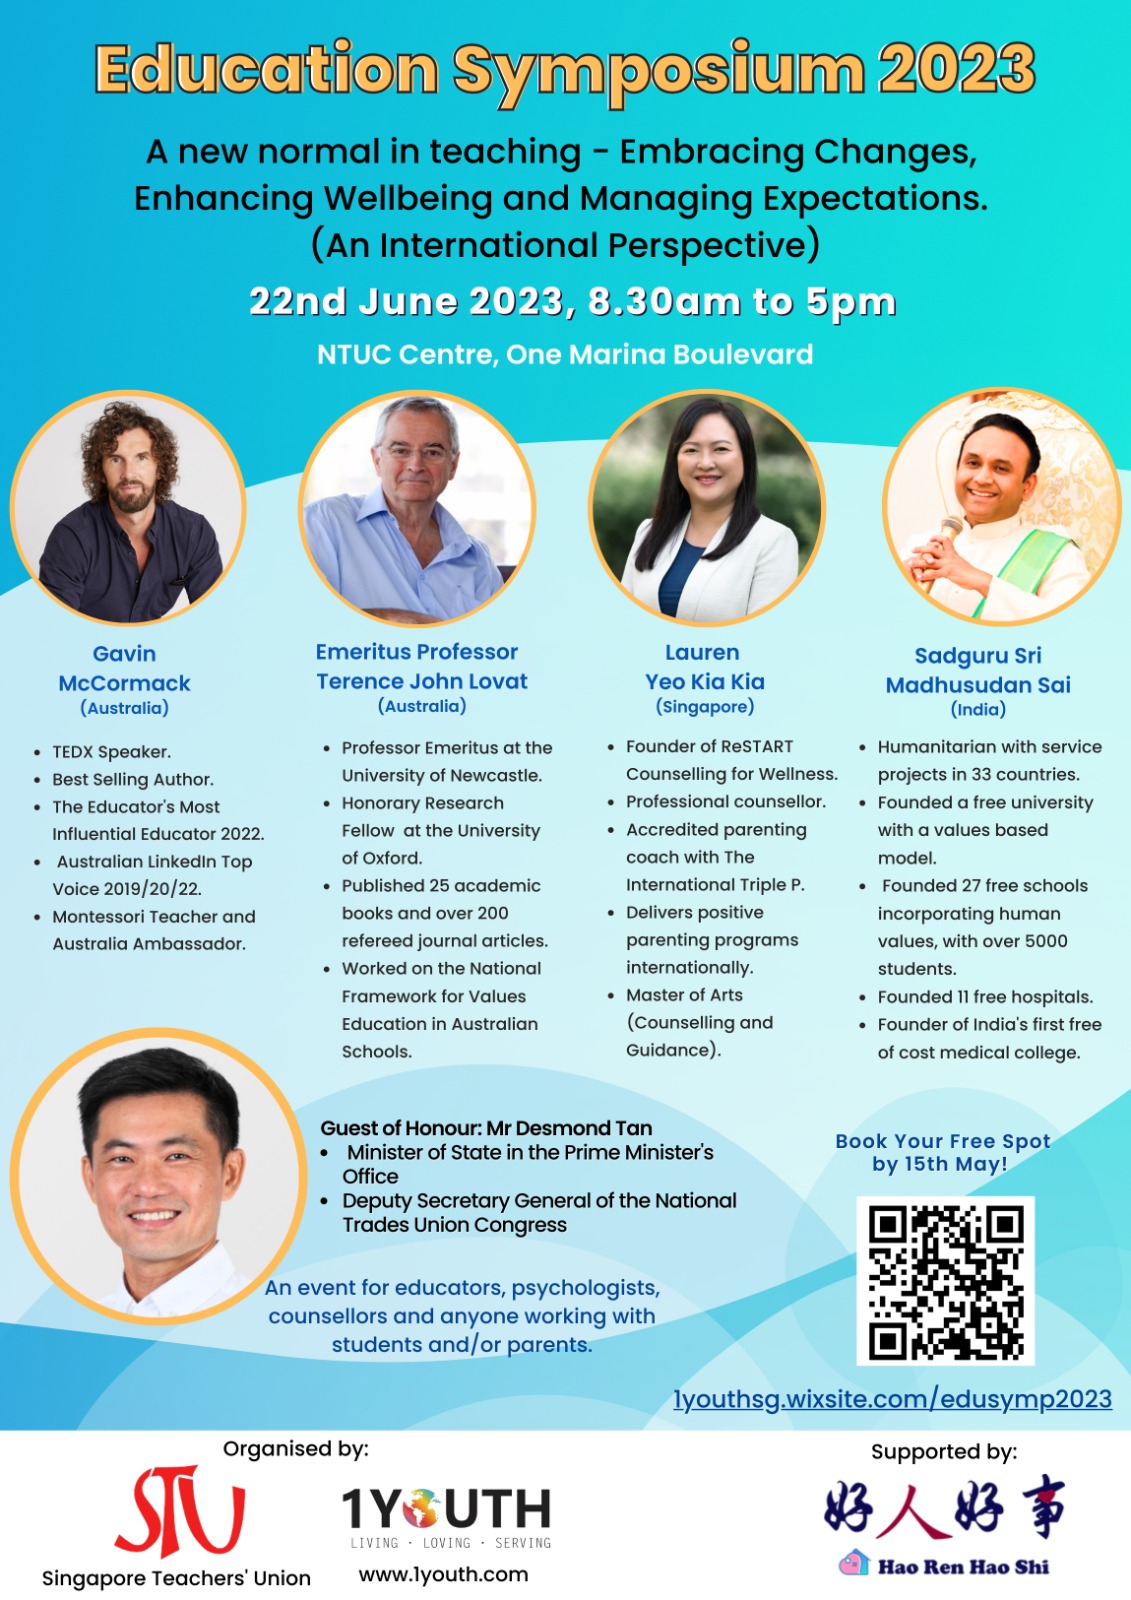 Education Symposium 2023
A new normal in teaching - Embracing Changes,
Enhancing Wellbeing and Managing Expectations.
(An International Perspective)
22nd June 2023, 8.30am to 5pm
NTUC Centre, One Marina Boulevard
Gavin
McCormack
(Australia)
• TEDX Speaker.
• Best Selling Author.
• The Educator's Most
Influential Educator 2022.
• Australian LinkedIn Top
Voice 2019/20/22.
• Montessori Teacher and
Australia Ambassador.
Emeritus Professor
Terence John Lovat
(Australia)
• Professor Emeritus at the
University of Newcastle.
• Honorary Research
Fellow at the University
of Oxford.
• Published 25 academic
books and over 200
refereed journal articles.
• Worked on the National
Framework for Values
Education in Australian
Schools.
Lauren
Yeo Kia Kia
(Singapore)
• Founder of ReSTART
Counselling for Wellness.
• Professional counsellor.
• Accredited parenting
coach with The
International Triple P.
• Delivers positive
parenting programs
internationally.
• Master of Arts
(Counselling and
Guidance).
Sadguru Sri
Madhusudan Sai
(India)
• Humanitarian with service
projects in 33 countries.
• Founded a free university
with a values based
model.
• Founded 27 free schools
incorporating human
values, with over 5000
students.
• Founded 11 free hospitals.
• Founder of India's first free
of cost medical college.
Guest of Honour: Mr Desmond Tan
• Minister of State in the Prime Minister's
Office
• Deputy Secretary General of the National
Trades Union Congress
An event for educators, psychologists,
counsellors and anyone working with
students and/or parents.
Book Your Free Spot
by 15th May!
1youthsg.wixsite.com/edusymp2023
Organised by:
STU
Singapore Teachers' Union
1YOUTH
LIVING · LOVING · SERVING
www.1youth.com
Supported by:
好人好事
Hao Ren Hao Shi